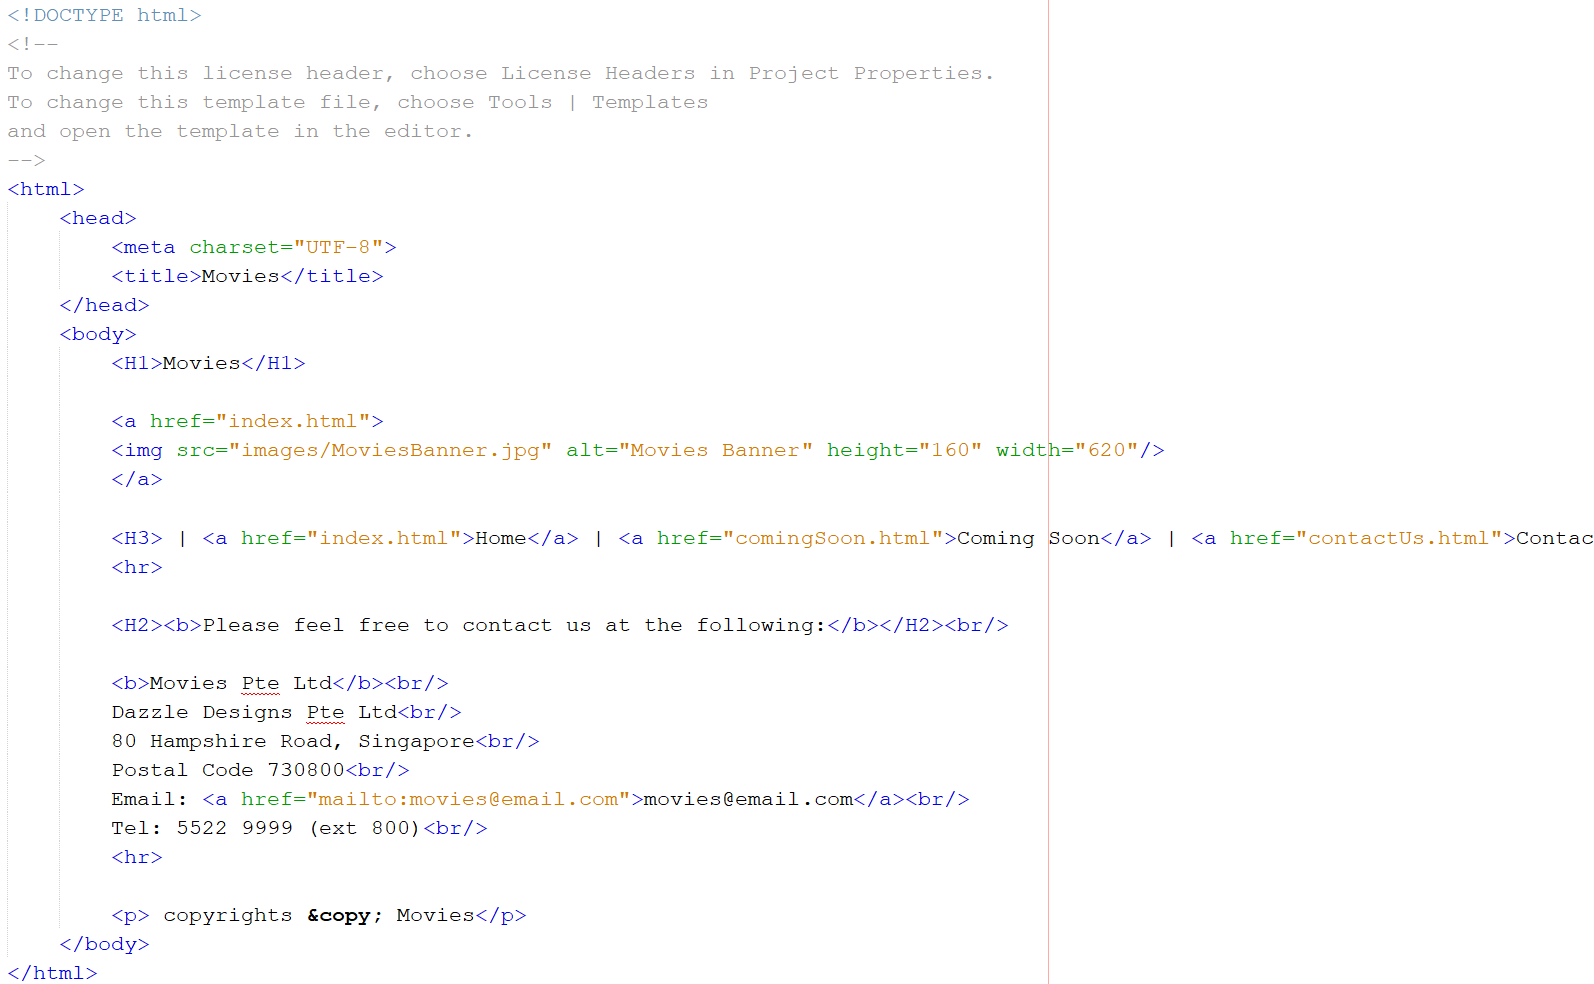 <!DOCTYPE html>
<!--
To change this license header, choose License Headers in Project Properties.
To change this template file, choose Tools | Templates
and open the template in the editor.
-->
<html>
    <head>
        <meta charset="UTF-8">
        <title>Movies</title>
    </head>
    <body>
        <H1>Movies</H1>

        <a href="index.html">
        <img src="images/MoviesBanner.jpg" alt="Movies Banner" height="160" width="620"/>
        </a>

        <H3> | <a href="index.html">Home</a> | <a href="comingSoon.html">Coming Soon</a> | <a href="contactUs.html">Contac
        <hr>

        <H2><b>Please feel free to contact us at the following:</b></H2><br/>

        <b>Movies Pte Ltd</b><br/>
        Dazzle Designs Pte Ltd<br/>
        80 Hampshire Road, Singapore<br/>
        Postal Code 730800<br/>
        Email: <a href="mailto:movies@email.com">movies@email.com</a><br/>
        Tel: 5522 9999 (ext 800)<br/>
        <hr>

        <p> copyrights &copy; Movies</p>
    </body>
</html>